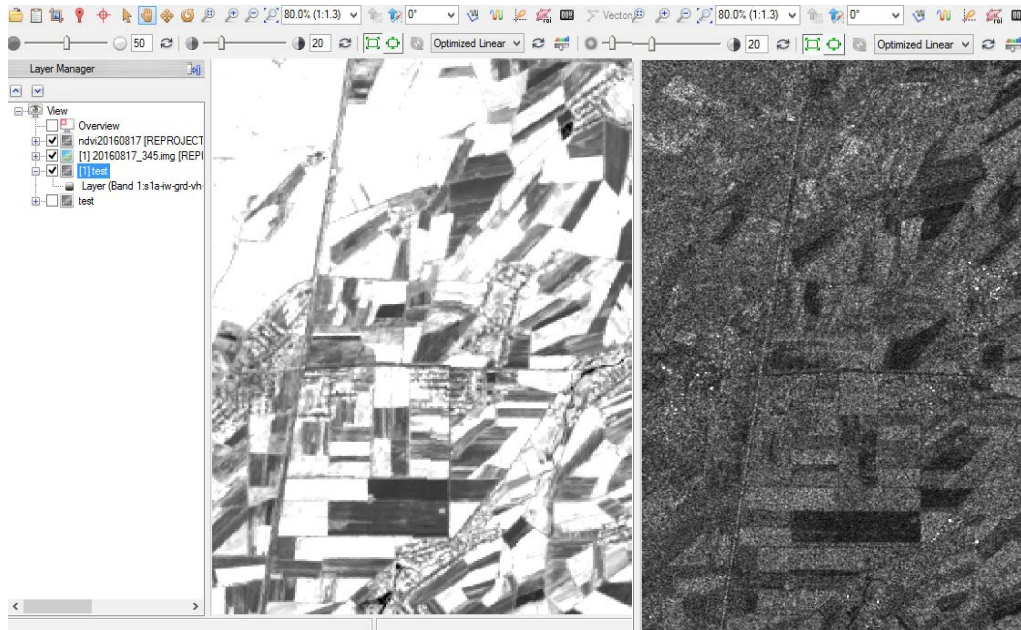 80.0% (1:1.3) 0° Vectors 80.0% (1:1.3) 0°
50 20 Optimized Linear 20 Optimized Linear
Layer Manager
View
Overview
ndvi20160817 [REPROJECT
[1] 20160817_345.img [REPI
[1] test
Layer (Band 1:s1a-iw-grd-vh-
test